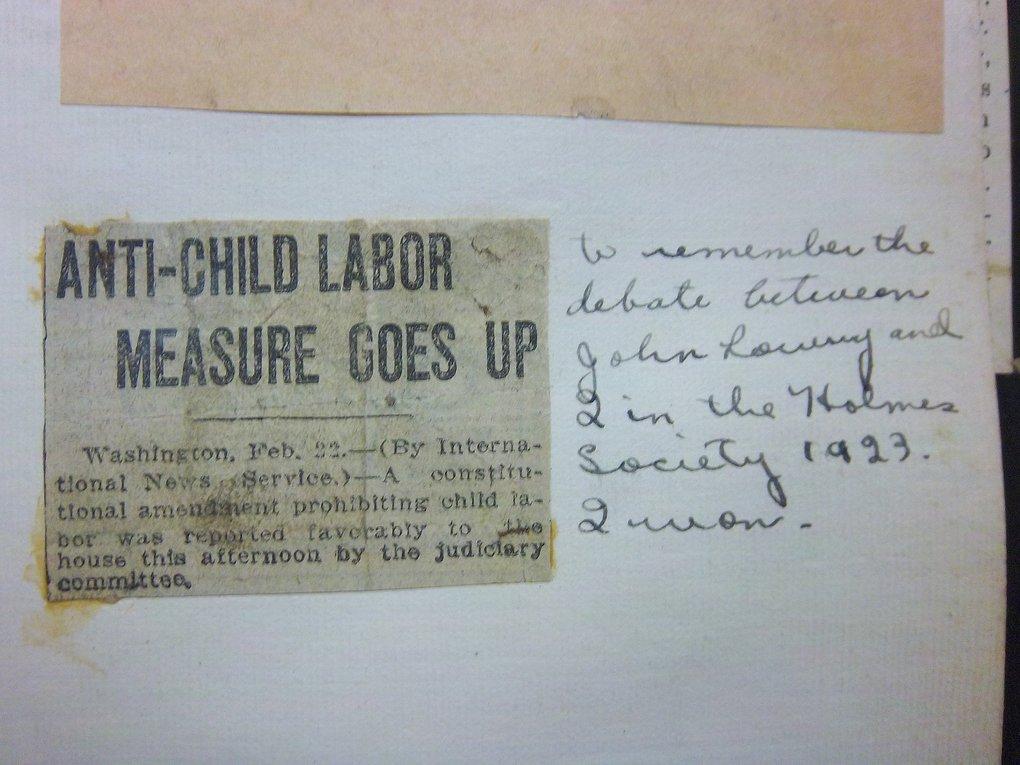 ANTI-CHILD LABOR
MEASURE GOES UP
Washington, Feb. 22.—(By Interna-
tional News Service.)—A constitu-
tional amendment prohibiting child la-
bor was reported favorably to the
house this afternoon by the judiciary
committee.
to remember the
debate between
John Lowry and
I in the Holmes
Society 1923.
I won.